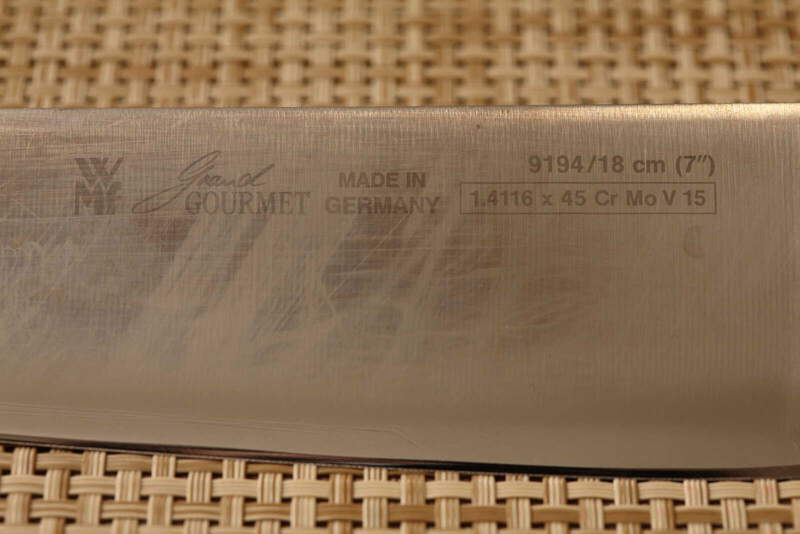 WMF
Grand
GOURMET
MADE IN
GERMANY
9194/18 cm (7″)
1.4116 x 45 Cr Mo V 15